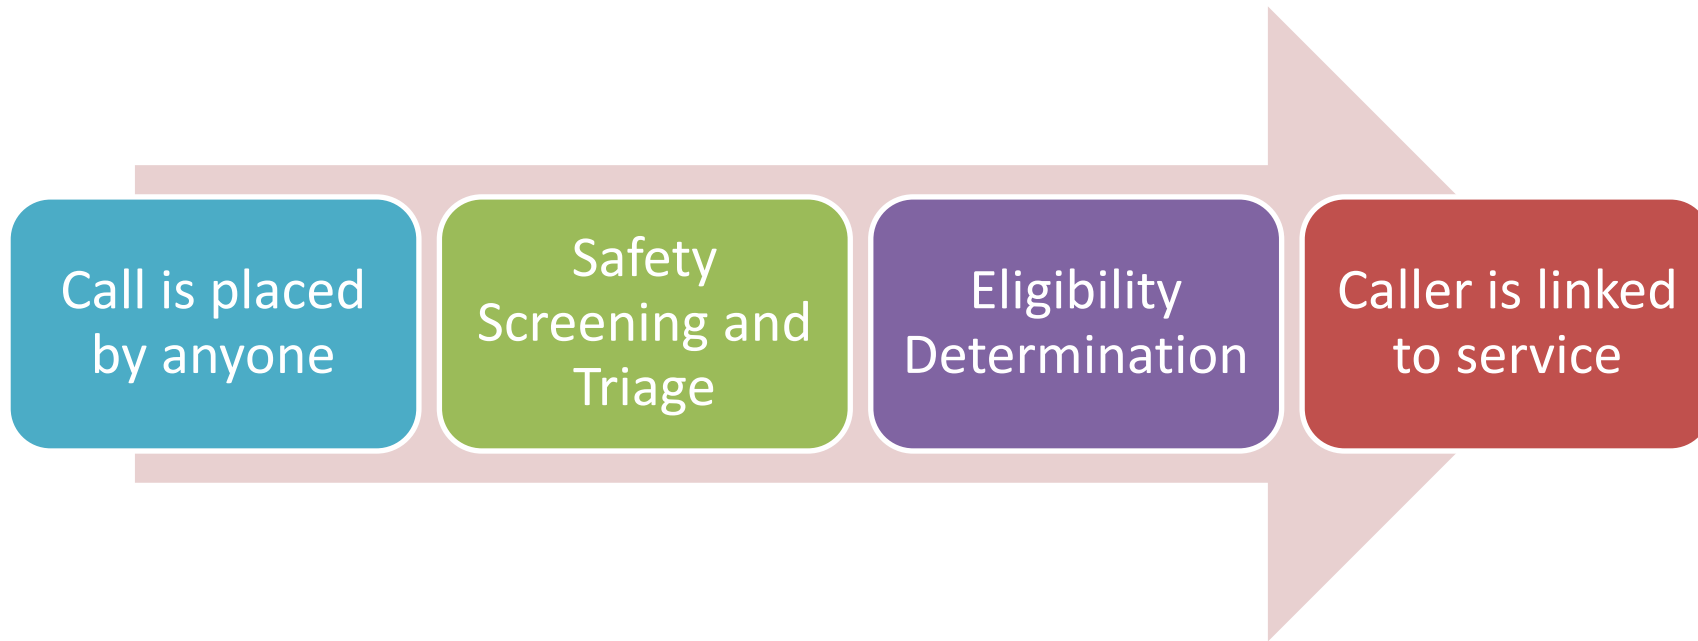 Call is placed
by anyone
Safety
Screening and
Triage
Eligibility
Determination
Caller is linked
to service